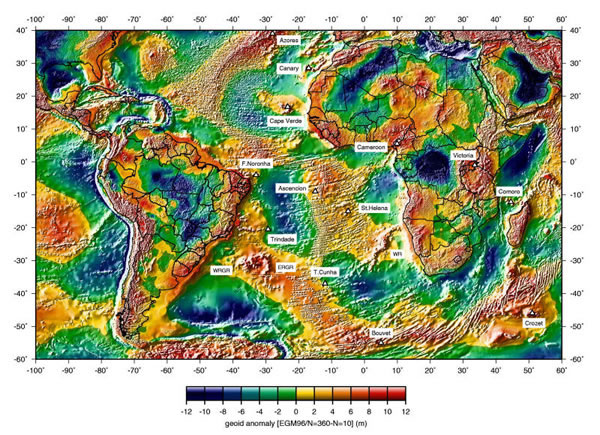 -100˚ -90˚ -80˚ -70˚ -60˚ -50˚ -40˚ -30˚ -20˚ -10˚ 0˚ 10˚ 20˚ 30˚ 40˚ 50˚ 60˚
40˚ 40˚
Azores
30˚ Canary 30˚
20˚ 20˚
Cape Verde
10˚ 10˚
Cameroon
Victoria
0˚ F.Noronha 0˚
Ascencion Comoro
-10˚ -10˚
St.Helena
-20˚ -20˚
Trindade
WRGR ERGR WR
-30˚ -30˚
T.Cunha
-40˚ -40˚
-50˚ Bouvet Crozet -50˚
-60˚ -60˚
-100˚ -90˚ -80˚ -70˚ -60˚ -50˚ -40˚ -30˚ -20˚ -10˚ 0˚ 10˚ 20˚ 30˚ 40˚ 50˚ 60˚
-12 -10 -8 -6 -4 -2 0 2 4 6 8 10 12
geoid anomaly [EGM96/N=360-N=10] (m)